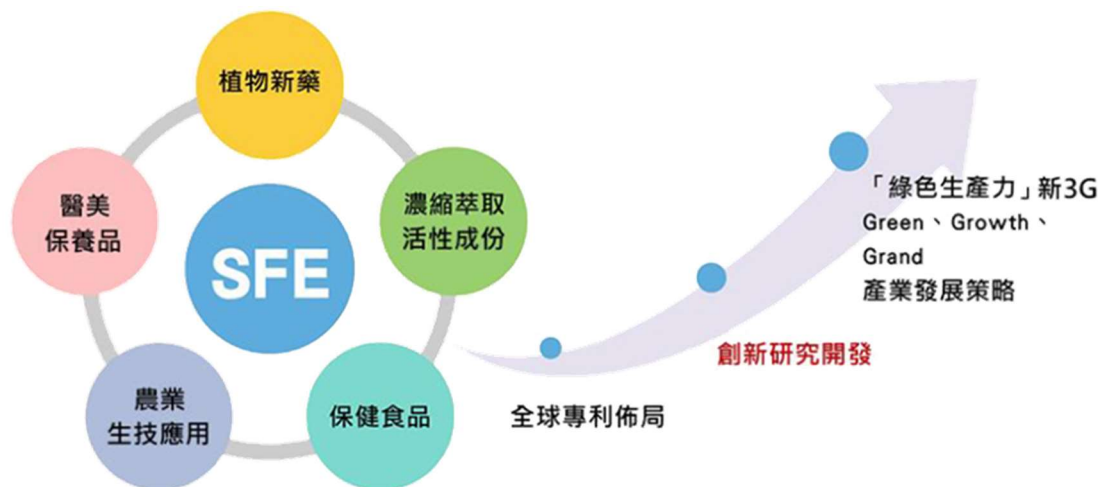 植物新藥
醫美
保養品
SFE
濃縮萃取
活性成份
農業
生技應用
保健食品
全球專利佈局
創新研究開發
「綠色生產力」新3G
Green、Growth、
Grand
產業發展策略